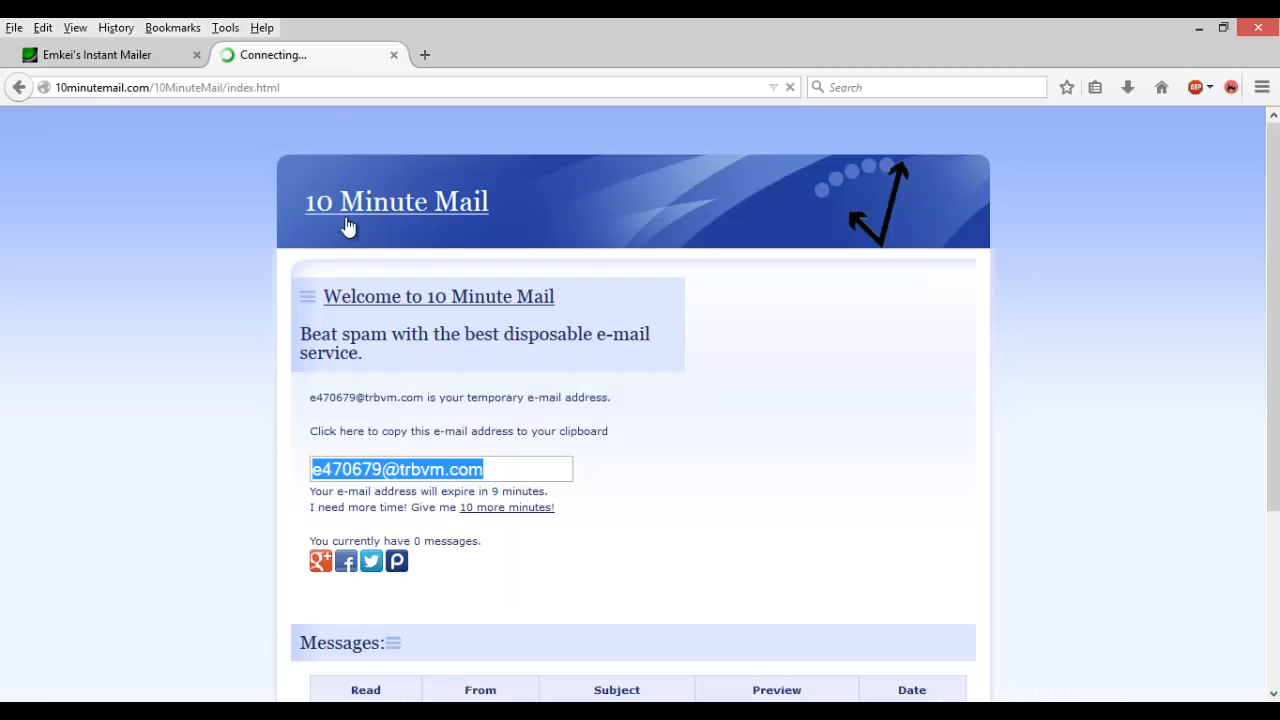 File Edit View History Bookmarks Tools Help
Emkei's Instant Mailer
Connecting...
10minutemail.com/10MinuteMail/index.html
Search
ABP
10 Minute Mail
Welcome to 10 Minute Mail
Beat spam with the best disposable e-mail
service.
e470679@trbvm.com is your temporary e-mail address.
Click here to copy this e-mail address to your clipboard
e470679@trbvm.com
Your e-mail address will expire in 9 minutes.
I need more time! Give me 10 more minutes!
You currently have 0 messages.
Messages:
Read From Subject Preview Date